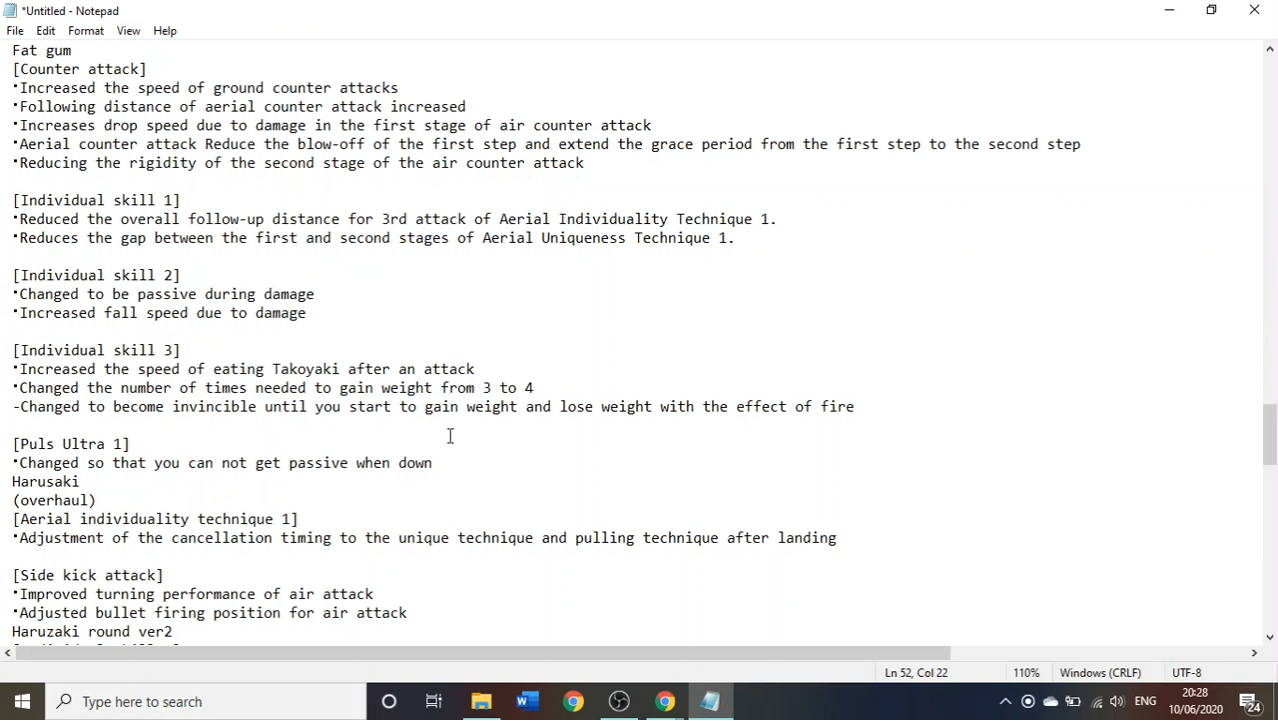 *Untitled - Notepad
File Edit Format View Help
Fat gum
[Counter attack]
・Increased the speed of ground counter attacks
・Following distance of aerial counter attack increased
・Increases drop speed due to damage in the first stage of air counter attack
・Aerial counter attack Reduce the blow-off of the first step and extend the grace period from the first step to the second step
・Reducing the rigidity of the second stage of the air counter attack
[Individual skill 1]
・Reduced the overall follow-up distance for 3rd attack of Aerial Individuality Technique 1.
・Reduces the gap between the first and second stages of Aerial Uniqueness Technique 1.
[Individual skill 2]
・Changed to be passive during damage
・Increased fall speed due to damage
[Individual skill 3]
・Increased the speed of eating Takoyaki after an attack
・Changed the number of times needed to gain weight from 3 to 4
-Changed to become invincible until you start to gain weight and lose weight with the effect of fire
[Puls Ultra 1]
・Changed so that you can not get passive when down
Harusaki
(overhaul)
[Aerial individuality technique 1]
・Adjustment of the cancellation timing to the unique technique and pulling technique after landing
[Side kick attack]
・Improved turning performance of air attack
・Adjusted bullet firing position for air attack
Haruzaki round ver2
Ln 52, Col 22 110% Windows (CRLF) UTF-8
Type here to search
ENG
20:28
10/06/2020
24